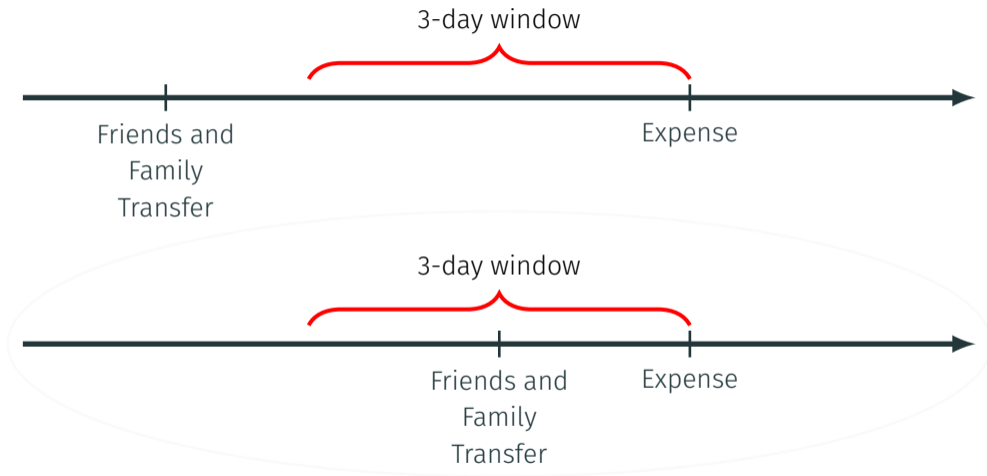 3-day window
Friends and
Family
Transfer
Expense
3-day window
Friends and
Family
Transfer
Expense